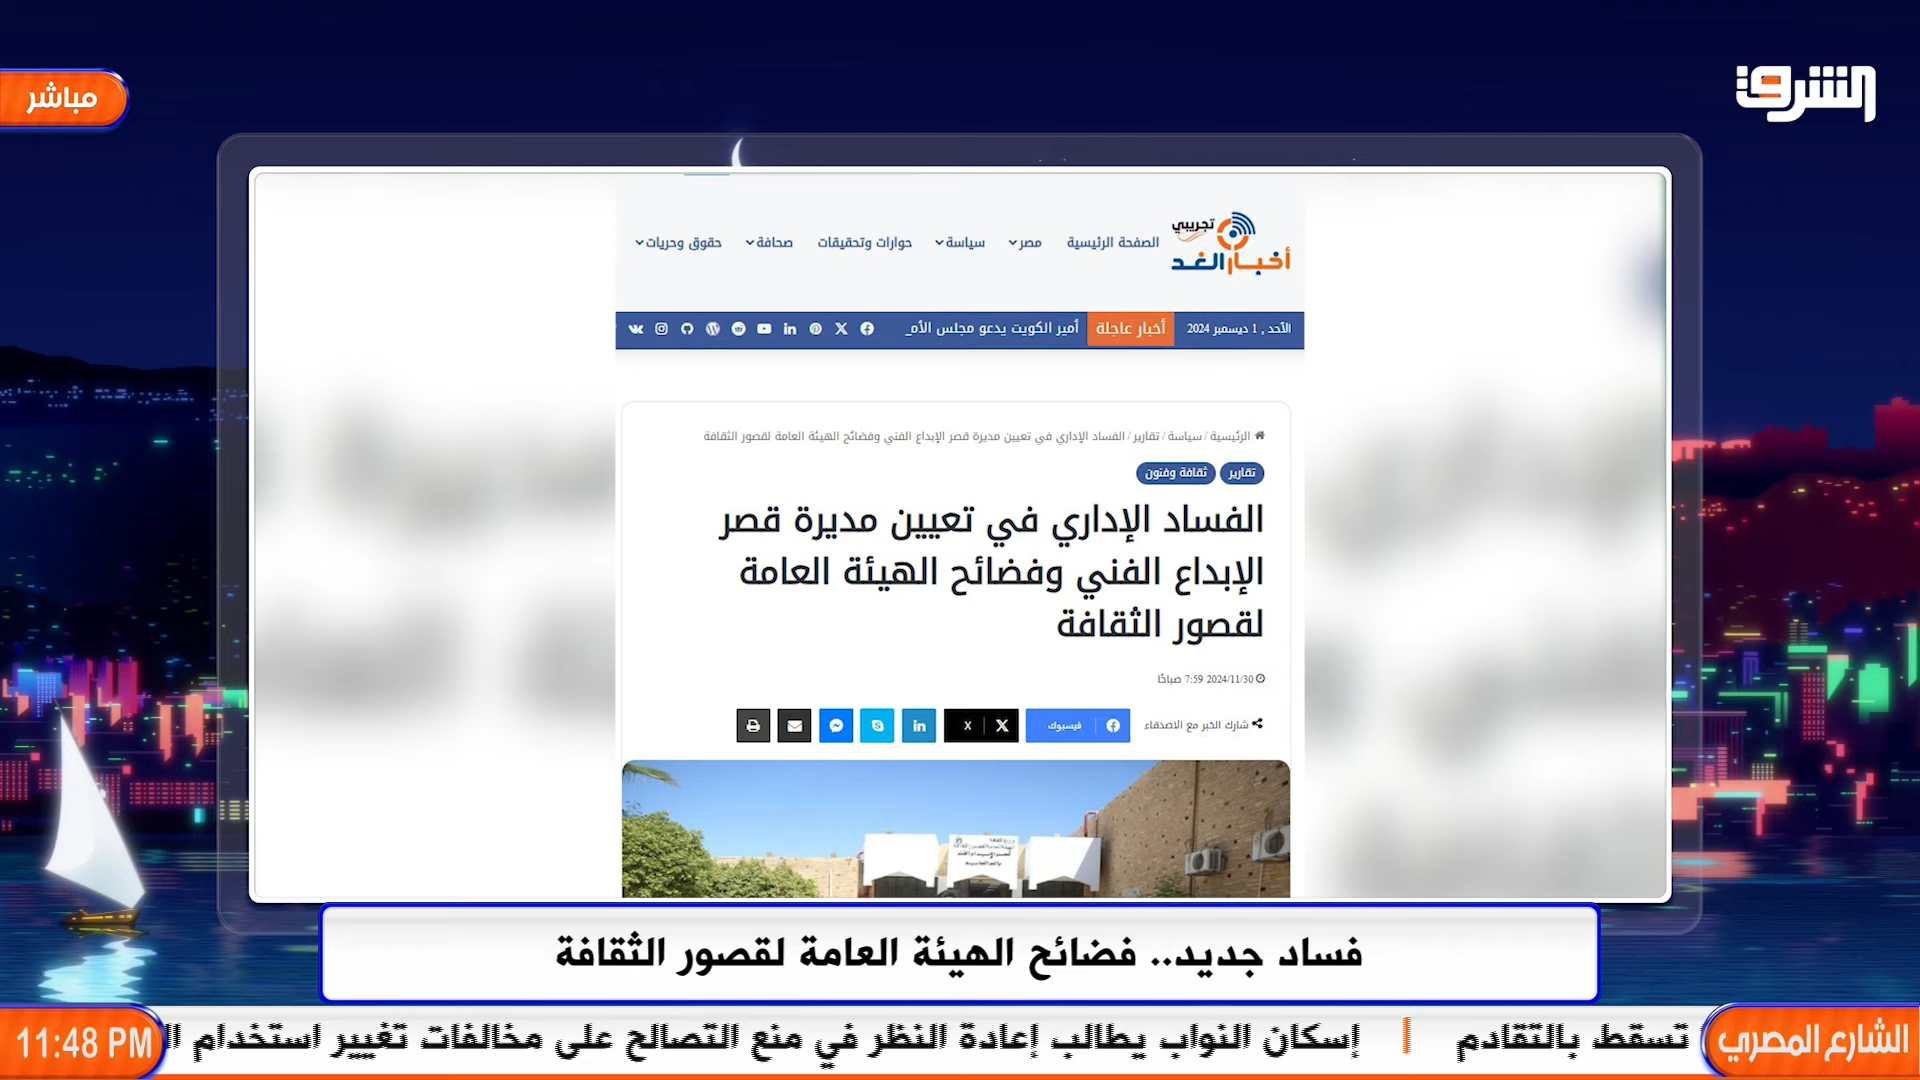 مباشر
الشرق
تجريبي
أخبار الغد
الصفحة الرئيسية
مصر
سياسة
حوارات وتحقيقات
صحافة
حقوق وحريات
الأحد , 1 ديسمبر 2024
أخبار عاجلة
أمير الكويت يدعو مجلس الأمـ_
الرئيسية / سياسة / تقارير / الفساد الإداري في تعيين مديرة قصر الإبداع الفني وفضائح الهيئة العامة لقصور الثقافة
تقارير
ثقافة وفنون
الفساد الإداري في تعيين مديرة قصر
الإبداع الفني وفضائح الهيئة العامة
لقصور الثقافة
2024/11/30 7:59 صباحًا
شارك الخبر مع الاصدقاء
فيسبوك
X
فساد جديد.. فضائح الهيئة العامة لقصور الثقافة
الشارع المصري
تسقط بالتقادم | إسكان النواب يطالب إعادة النظر في منع التصالح على مخالفات تغيير استخدام ال
11:48 PM